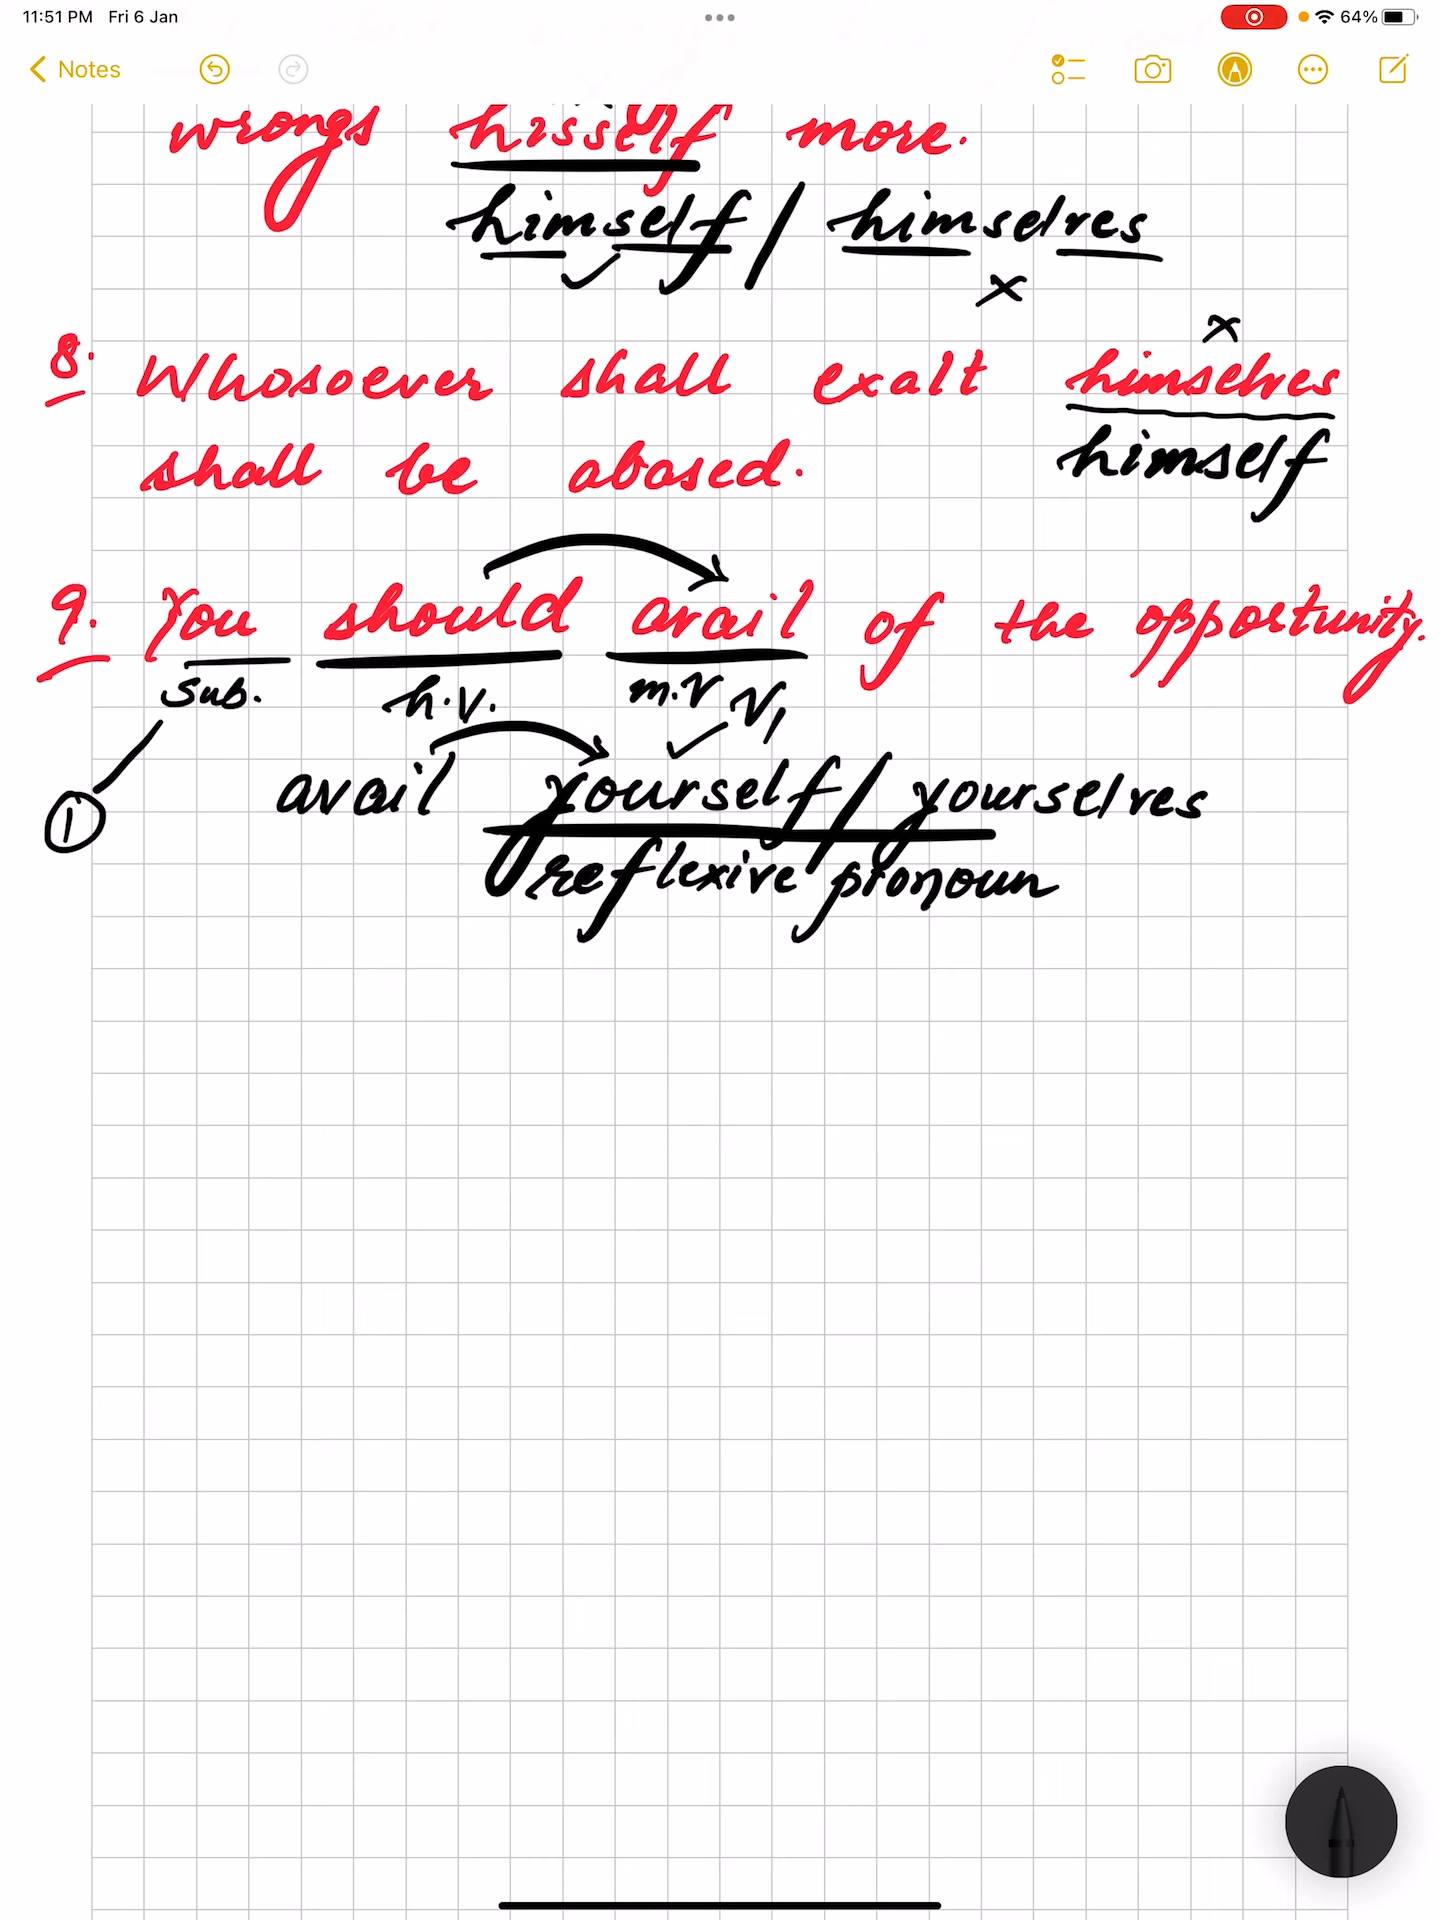 11:51 PM Fri 6 Jan 64%
Notes
wrongs hisself more.
himself / himselves
x
x
8. Whosoever shall exalt himselves
himself
shall be abased.
9. You should avail of the opportunity.
sub. h.v. m.v V1
1 avail yourself / yourselves
reflexive pronoun